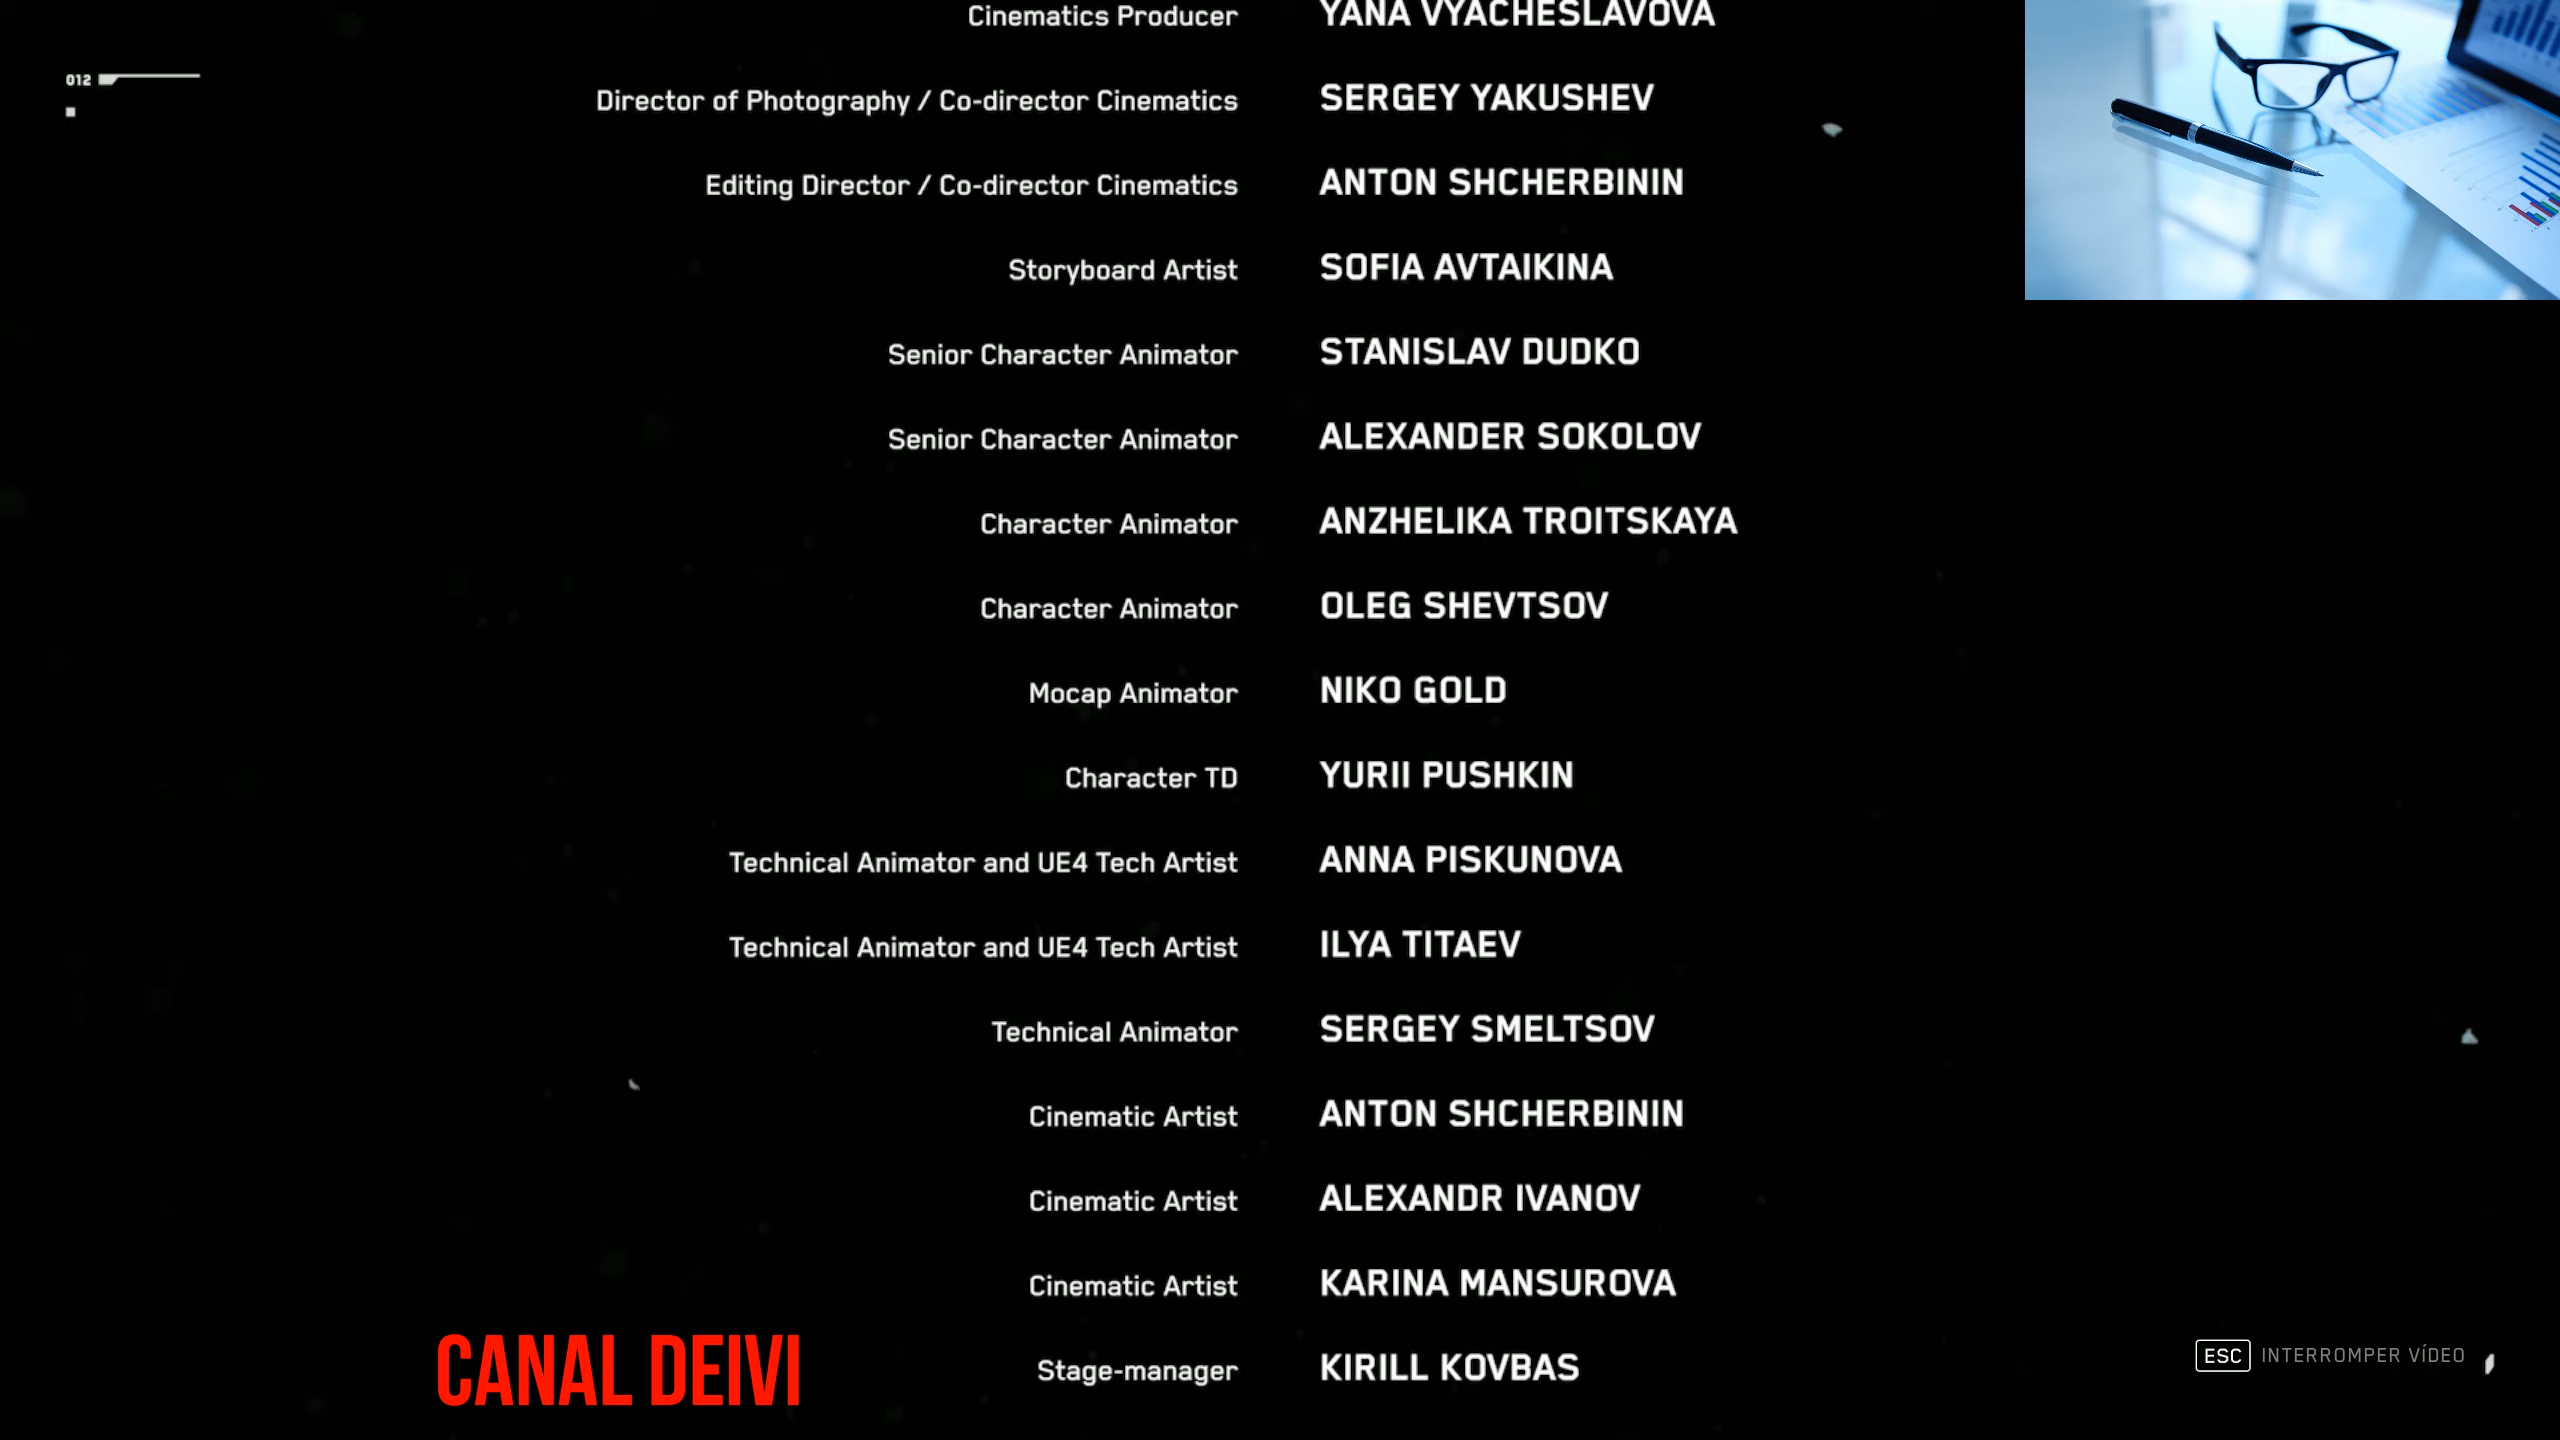 Cinematics Producer YANA VYACHESLAVOVA
012
Director of Photography / Co-director Cinematics SERGEY YAKUSHEV
Editing Director / Co-director Cinematics ANTON SHCHERBININ
Storyboard Artist SOFIA AVTAIKINA
Senior Character Animator STANISLAV DUDKO
Senior Character Animator ALEXANDER SOKOLOV
Character Animator ANZHELIKA TROITSKAYA
Character Animator OLEG SHEVTSOV
Mocap Animator NIKO GOLD
Character TD YURII PUSHKIN
Technical Animator and UE4 Tech Artist ANNA PISKUNOVA
Technical Animator and UE4 Tech Artist ILYA TITAEV
Technical Animator SERGEY SMELTSOV
Cinematic Artist ANTON SHCHERBININ
Cinematic Artist ALEXANDR IVANOV
Cinematic Artist KARINA MANSUROVA
Stage-manager KIRILL KOVBAS
CANAL DEIVI
ESC INTERROMPER VÍDEO